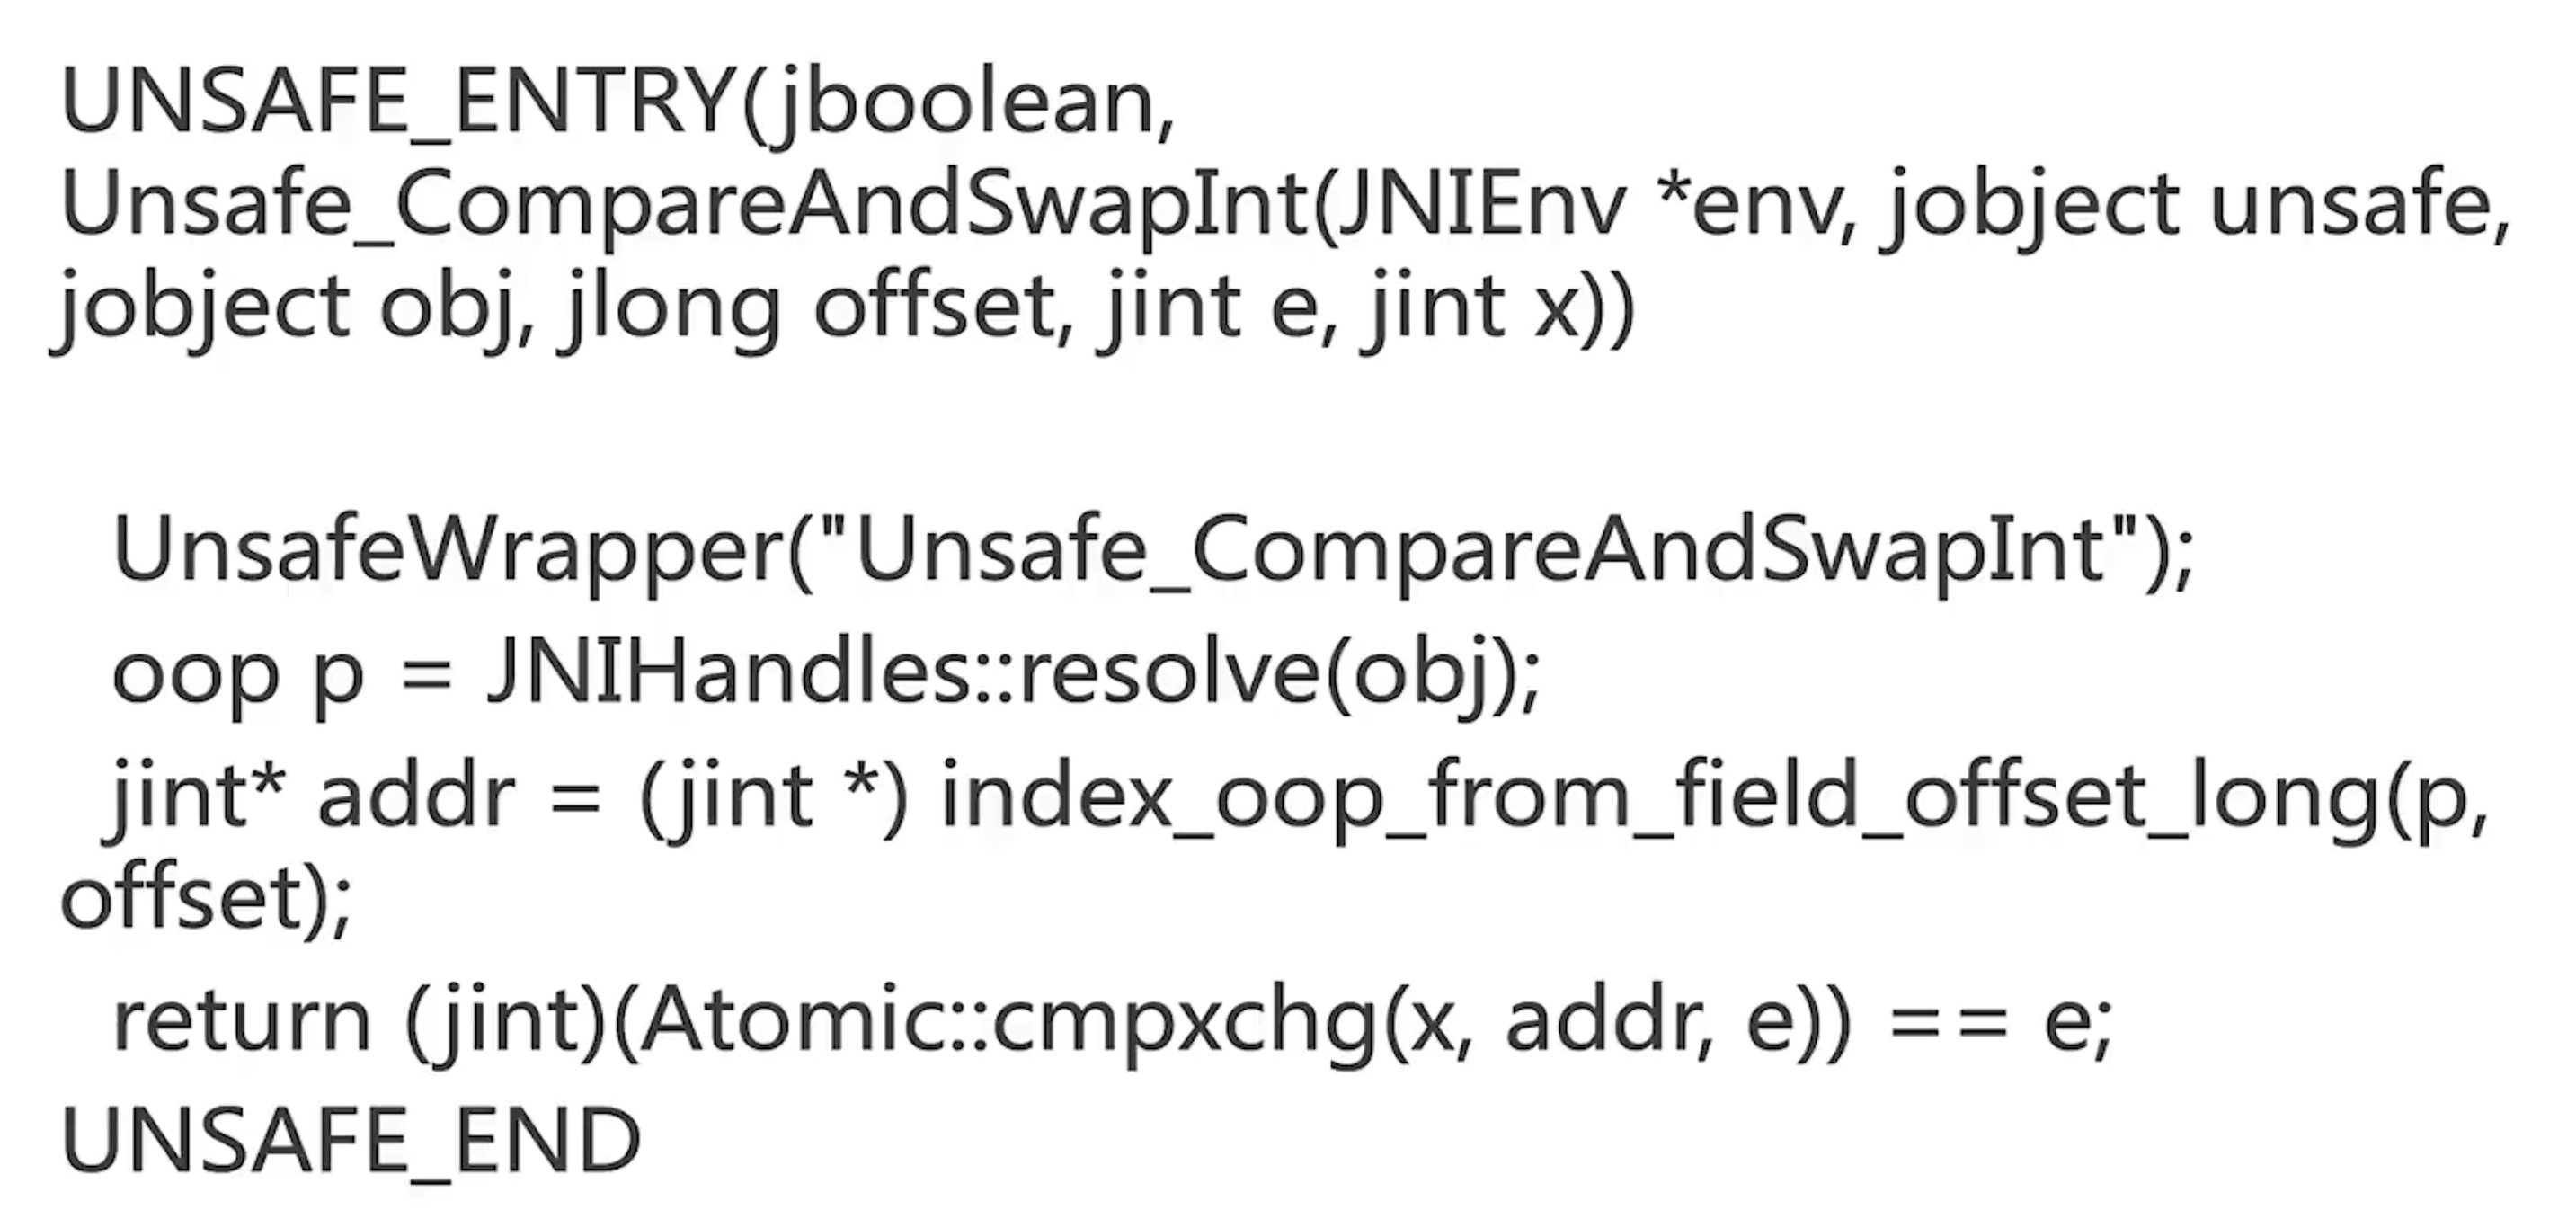 UNSAFE_ENTRY(jboolean,
Unsafe_CompareAndSwapInt(JNIEnv *env, jobject unsafe,
jobject obj, jlong offset, jint e, jint x))
UnsafeWrapper("Unsafe_CompareAndSwapInt");
oop p = JNIHandles::resolve(obj);
jint* addr = (jint *) index_oop_from_field_offset_long(p,
offset);
return (jint)(Atomic::cmpxchg(x, addr, e)) == e;
UNSAFE_END